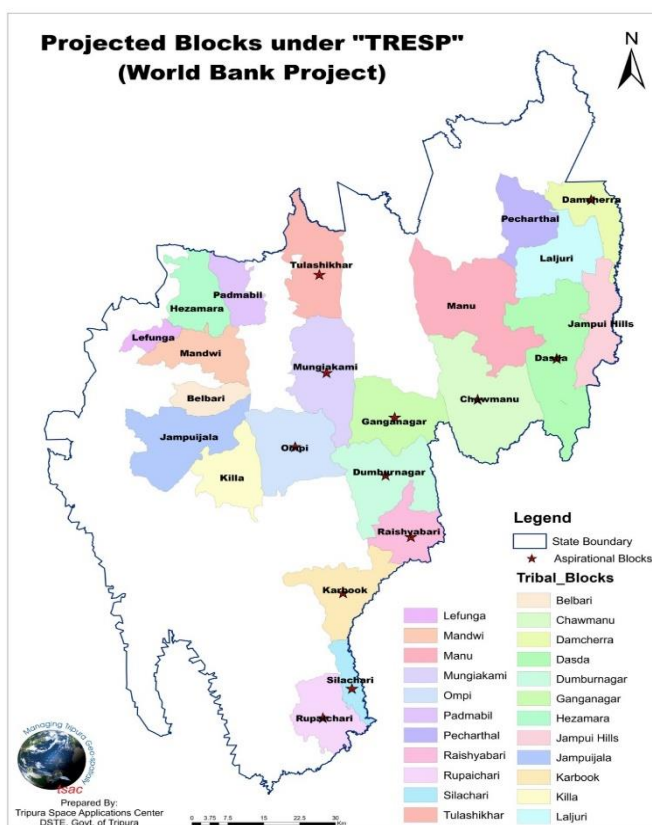 Projected Blocks under "TRESP"
(World Bank Project)
N
Damcherra
Pecharthal
Laljuri
Tulashikhar
Padmabil
Hezamara
Manu
Jampui Hills
Lefunga
Mandwi
Dasda
Mungiakami
Belbari
Chawmanu
Ganganagar
Jampuijala
Ompi
Killa
Dumburnagar
Raishyabari
Karbook
Silachari
Rupaichari
Legend
State Boundary
Aspirational Blocks
Tribal_Blocks
Belbari
Chawmanu
Damcherra
Dasda
Dumburnagar
Ganganagar
Hezamara
Jampui Hills
Jampuijala
Karbook
Killa
Laljuri
Lefunga
Mandwi
Manu
Mungiakami
Ompi
Padmabil
Pecharthal
Raishyabari
Rupaichari
Silachari
Tulashikhar
Managing Tripura Geo-spatially
tsac
Prepared By:
Tripura Space Applications Center
DSTE, Govt. of Tripura
0 3.75 7.5 15 22.5 30
Km